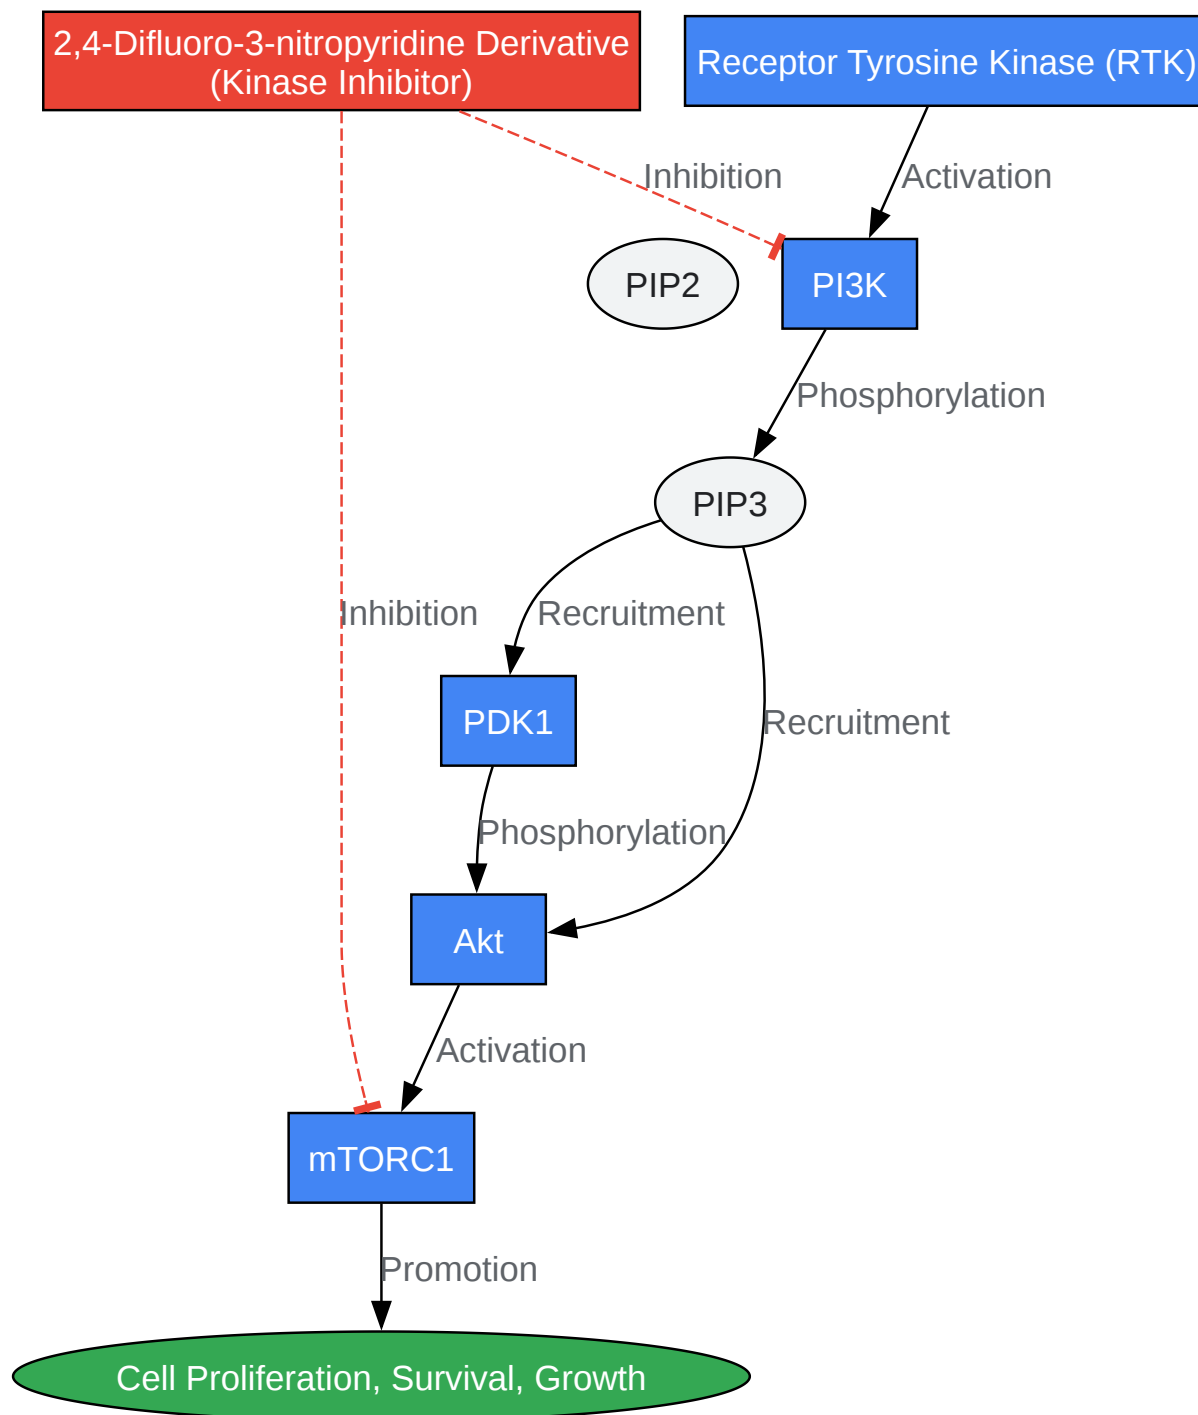 2,4-Difluoro-3-nitropyridine Derivative
(Kinase Inhibitor)
Receptor Tyrosine Kinase (RTK)
Inhibition
Activation
PIP2
PI3K
Phosphorylation
PIP3
Inhibition
Recruitment
PDK1
Recruitment
Phosphorylation
Akt
Activation
mTORC1
Promotion
Cell Proliferation, Survival, Growth